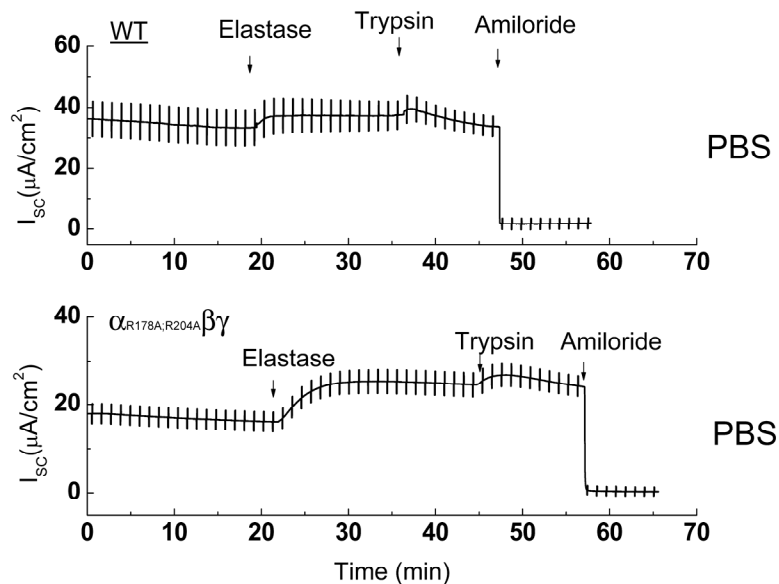 WT
Elastase
Trypsin
Amiloride
60
40
20
0
I_SC(μA/cm²)
PBS
0 10 20 30 40 50 60 70
αR178A;R204Aβγ
Elastase
Trypsin
Amiloride
40
20
0
I_SC(μA/cm²)
PBS
0 10 20 30 40 50 60 70
Time (min)